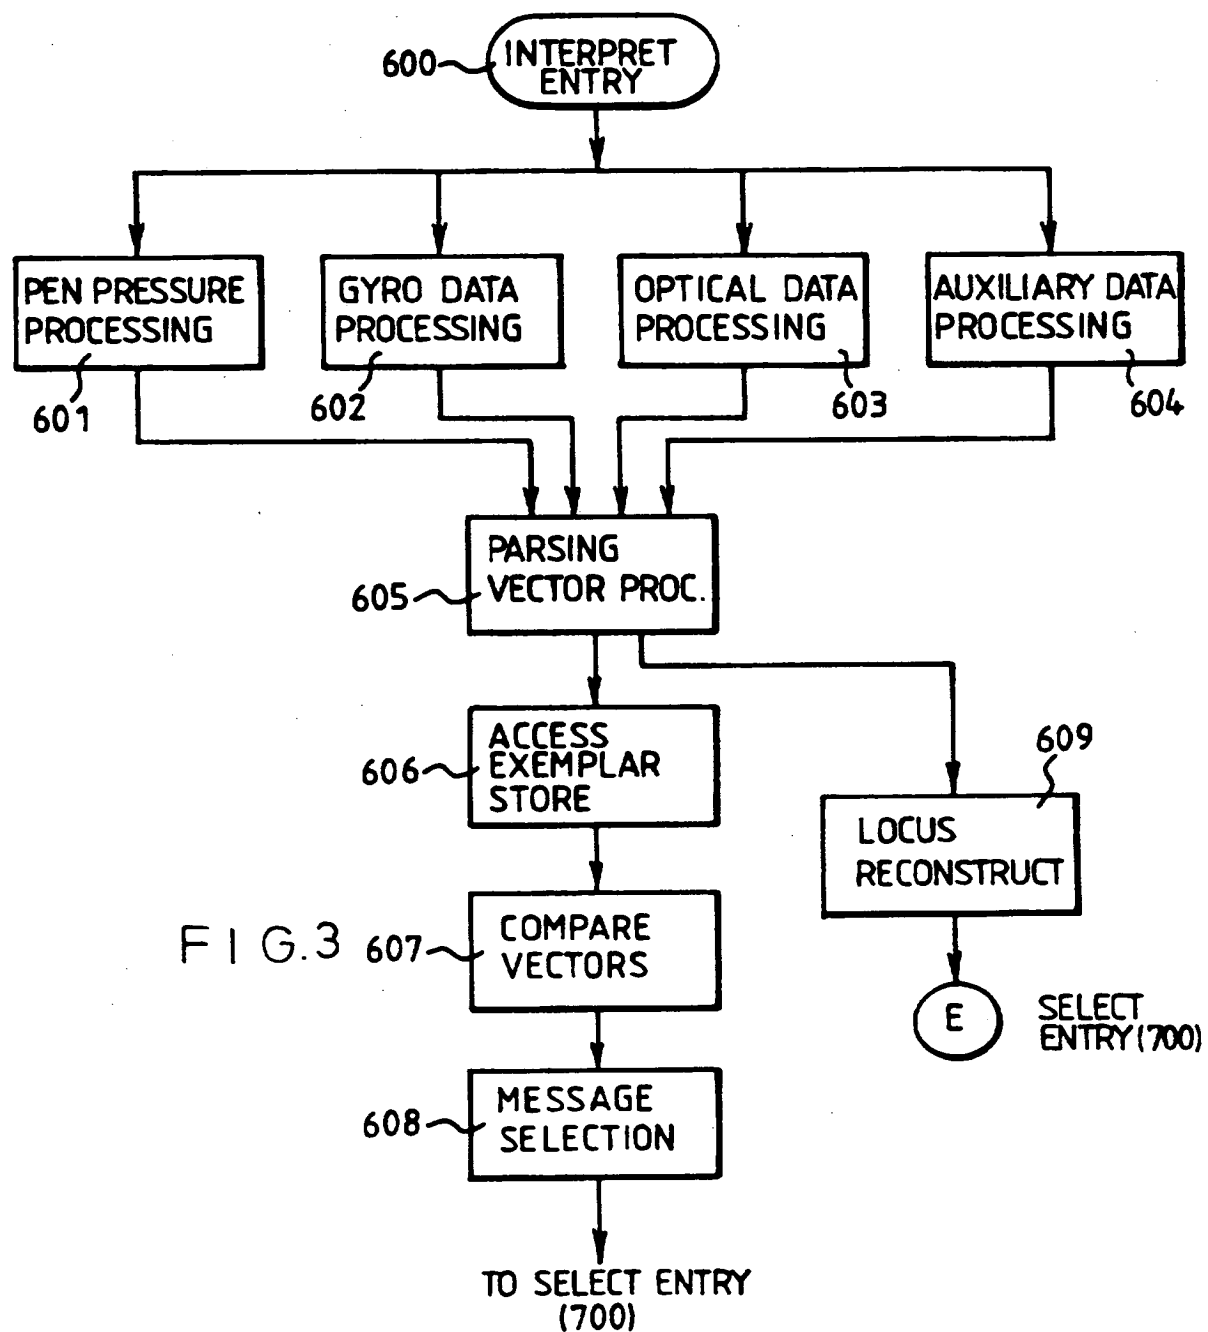 600
INTERPRET
ENTRY
PEN PRESSURE
PROCESSING
601
GYRO DATA
PROCESSING
602
OPTICAL DATA
PROCESSING
603
AUXILIARY DATA
PROCESSING
604
PARSING
VECTOR PROC.
605
ACCESS
EXEMPLAR
STORE
606
609
LOCUS
RECONSTRUCT
FIG.3
607
COMPARE
VECTORS
E
SELECT
ENTRY(700)
608
MESSAGE
SELECTION
TO SELECT ENTRY
(700)